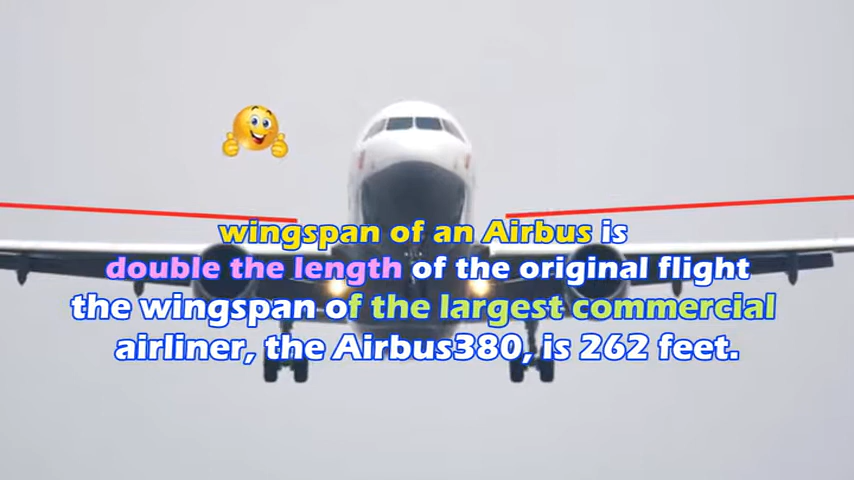 wingspan of an Airbus is
double the length of the original flight
the wingspan of the largest commercial
airliner, the Airbus380, is 262 feet.